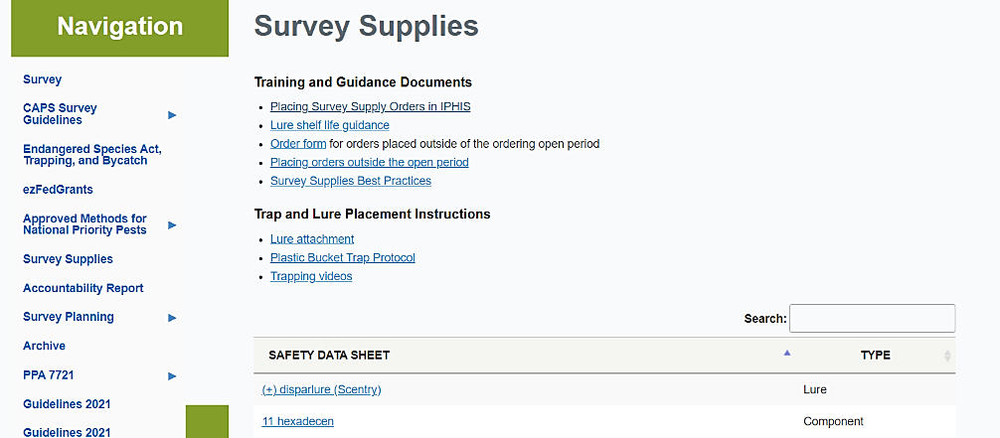 Navigation
Survey
CAPS Survey
Guidelines
Endangered Species Act,
Trapping, and Bycatch
ezFedGrants
Approved Methods for
National Priority Pests
Survey Supplies
Accountability Report
Survey Planning
Archive
PPA 7721
Guidelines 2021
Guidelines 2021
Survey Supplies
Training and Guidance Documents
Placing Survey Supply Orders in IPHIS
Lure shelf life guidance
Order form for orders placed outside of the ordering open period
Placing orders outside the open period
Survey Supplies Best Practices
Trap and Lure Placement Instructions
Lure attachment
Plastic Bucket Trap Protocol
Trapping videos
Search:
SAFETY DATA SHEET TYPE
(+) disparlure (Scentry) Lure
11 hexadecen Component